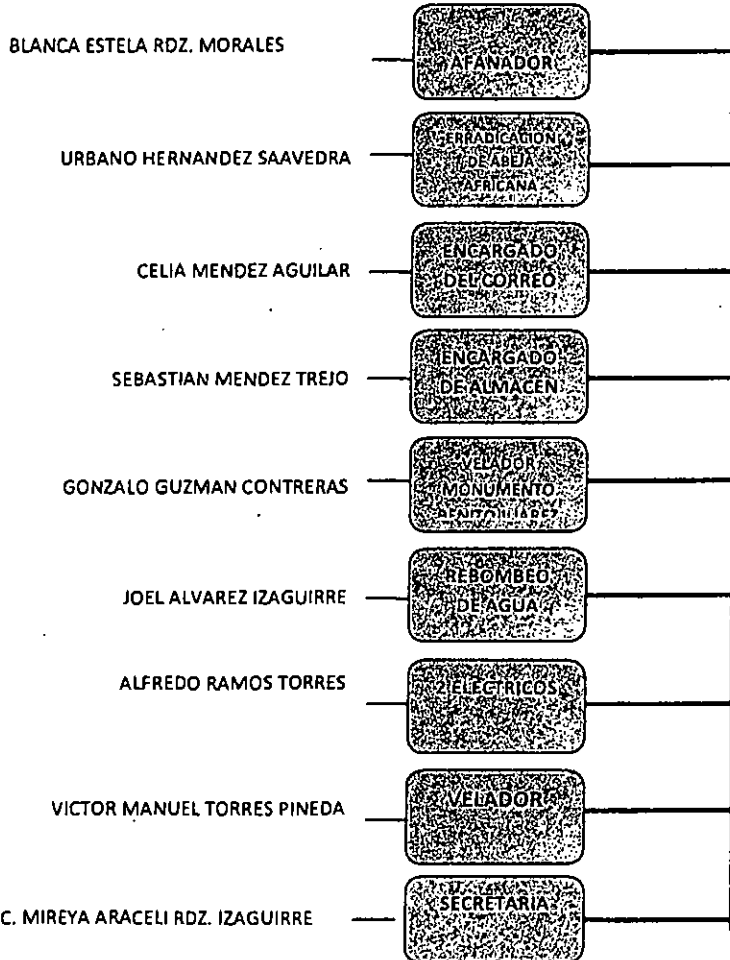 BLANCA ESTELA RDZ. MORALES
AFANADOR
URBANO HERNANDEZ SAAVEDRA
ERRADICACION
DE ABEJA
AFRICANA
CELIA MENDEZ AGUILAR
ENCARGADO
DEL CORREO
SEBASTIAN MENDEZ TREJO
ENCARGADO
DE ALMACEN
GONZALO GUZMAN CONTRERAS
VELADOR
MONUMENTO
BENITO JUAREZ
JOEL ALVAREZ IZAGUIRRE
REBOMBEO
DE AGUA
ALFREDO RAMOS TORRES
2 ELECTRICOS
VICTOR MANUEL TORRES PINEDA
VELADOR
C. MIREYA ARACELI RDZ. IZAGUIRRE
SECRETARIA